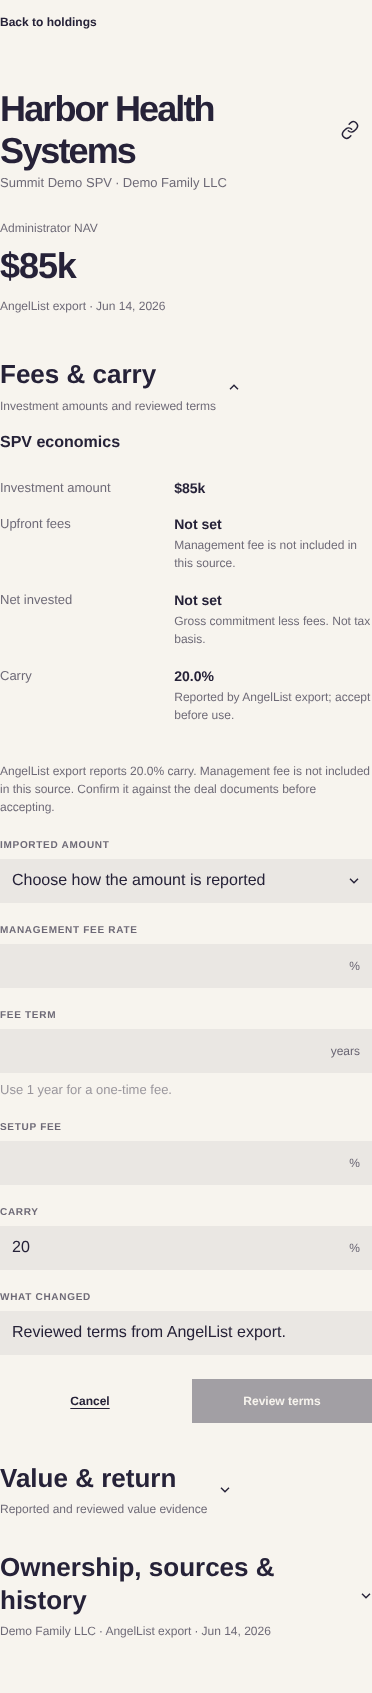 Back to holdings
Harbor Health
Systems
Summit Demo SPV · Demo Family LLC
Administrator NAV
$85k
AngelList export · Jun 14, 2026
Fees & carry
Investment amounts and reviewed terms
SPV economics
Investment amount
$85k
Upfront fees
Not set
Management fee is not included in
this source.
Net invested
Not set
Gross commitment less fees. Not tax
basis.
Carry
20.0%
Reported by AngelList export; accept
before use.
AngelList export reports 20.0% carry. Management fee is not included
in this source. Confirm it against the deal documents before
accepting.
IMPORTED AMOUNT
Choose how the amount is reported
MANAGEMENT FEE RATE
%
FEE TERM
years
Use 1 year for a one-time fee.
SETUP FEE
%
CARRY
20 %
WHAT CHANGED
Reviewed terms from AngelList export.
Cancel
Review terms
Value & return
Reported and reviewed value evidence
Ownership, sources &
history
Demo Family LLC · AngelList export · Jun 14, 2026